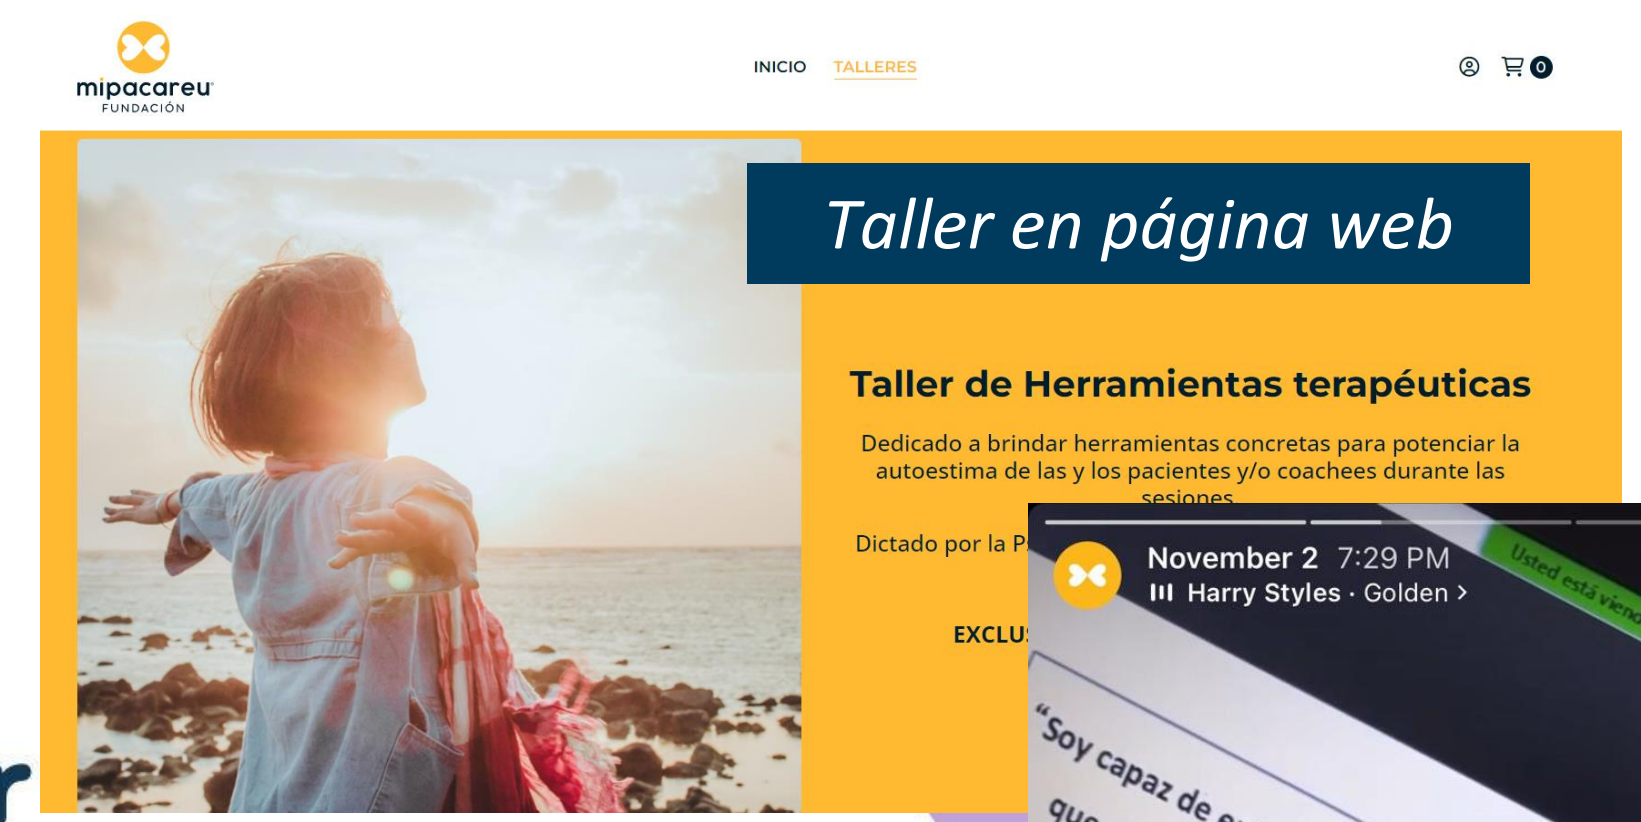 mipacareu
FUNDACIÓN
INICIO TALLERES
0
Taller en página web
Taller de Herramientas terapéuticas
Dedicado a brindar herramientas concretas para potenciar la
autoestima de las y los pacientes y/o coachees durante las
sesiones
Dictado por la
November 2 7:29 PM
Harry Styles · Golden >
Usted está
“Soy capaz de